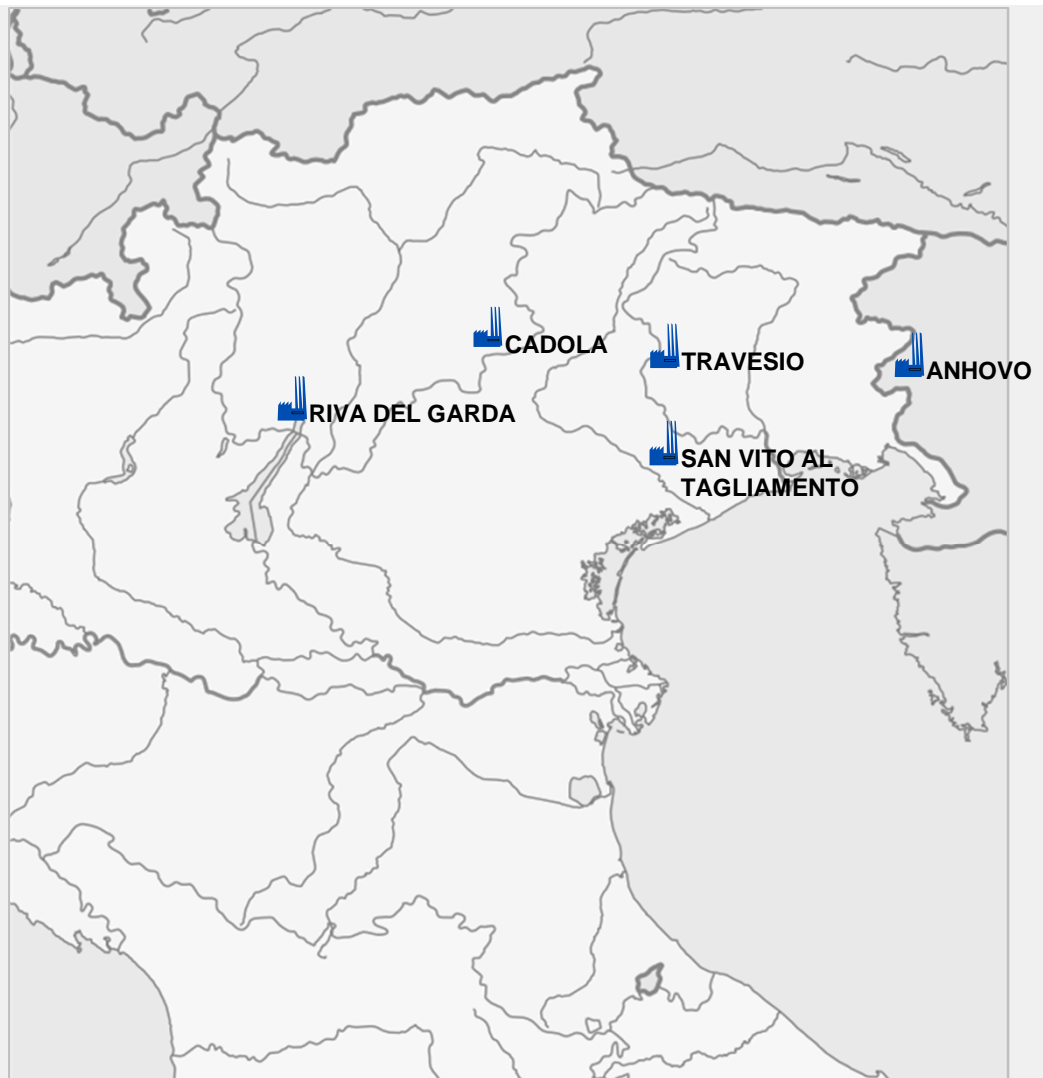 CADOLA
TRAVESIO
ANHOVO
RIVA DEL GARDA
SAN VITO AL
TAGLIAMENTO